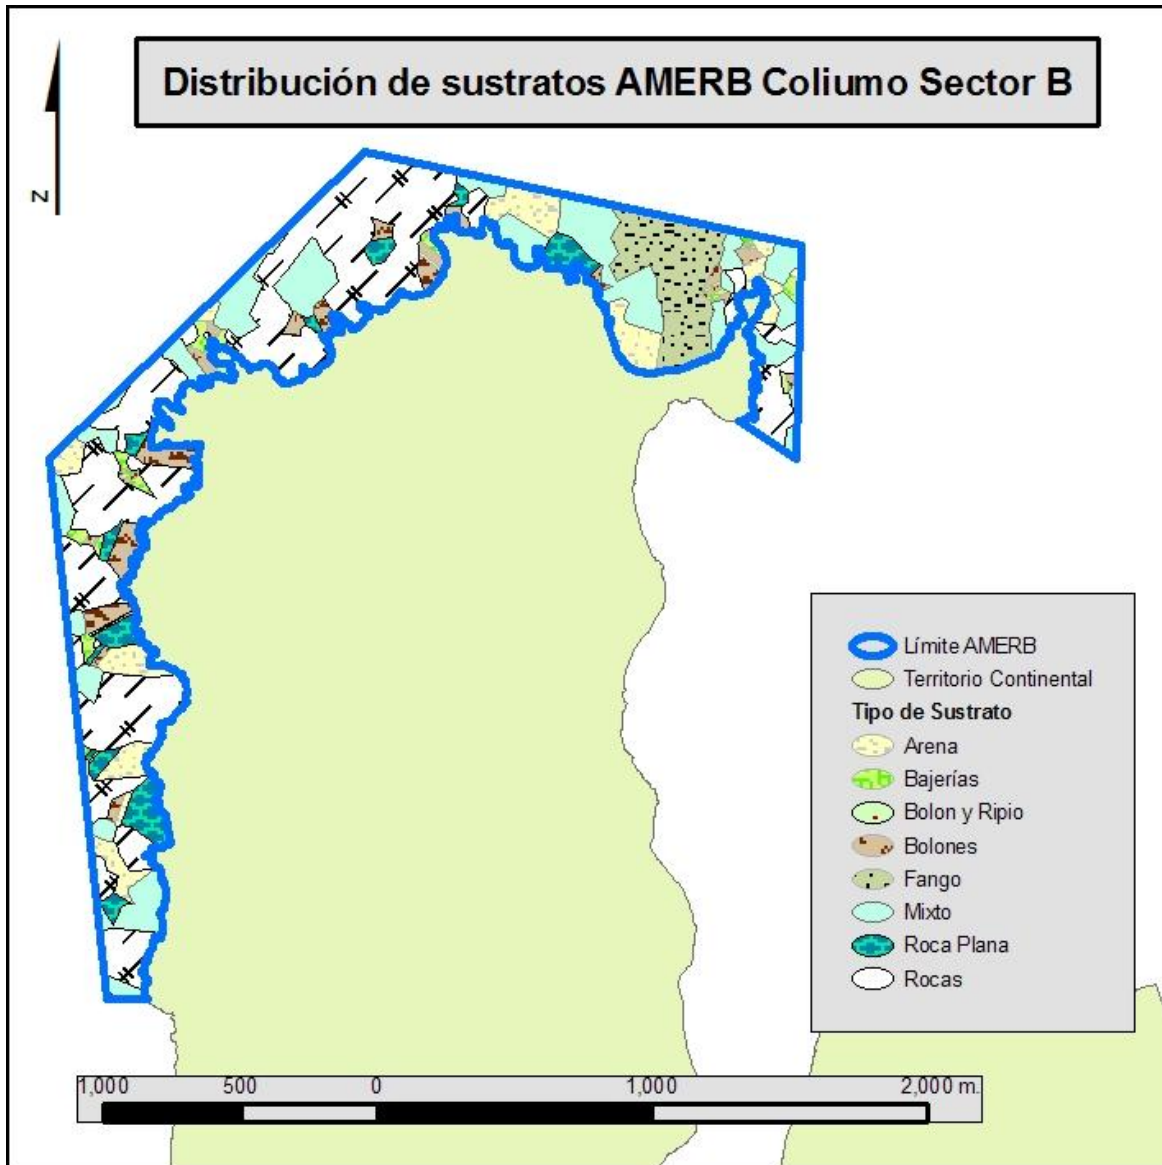 Distribución de sustratos AMERB Coliumo Sector B
N
Límite AMERB
Territorio Continental
Tipo de Sustrato
Arena
Bajerías
Bolon y Ripio
Bolones
Fango
Mixto
Roca Plana
Rocas
1,000 500 0 1,000 2,000 m.